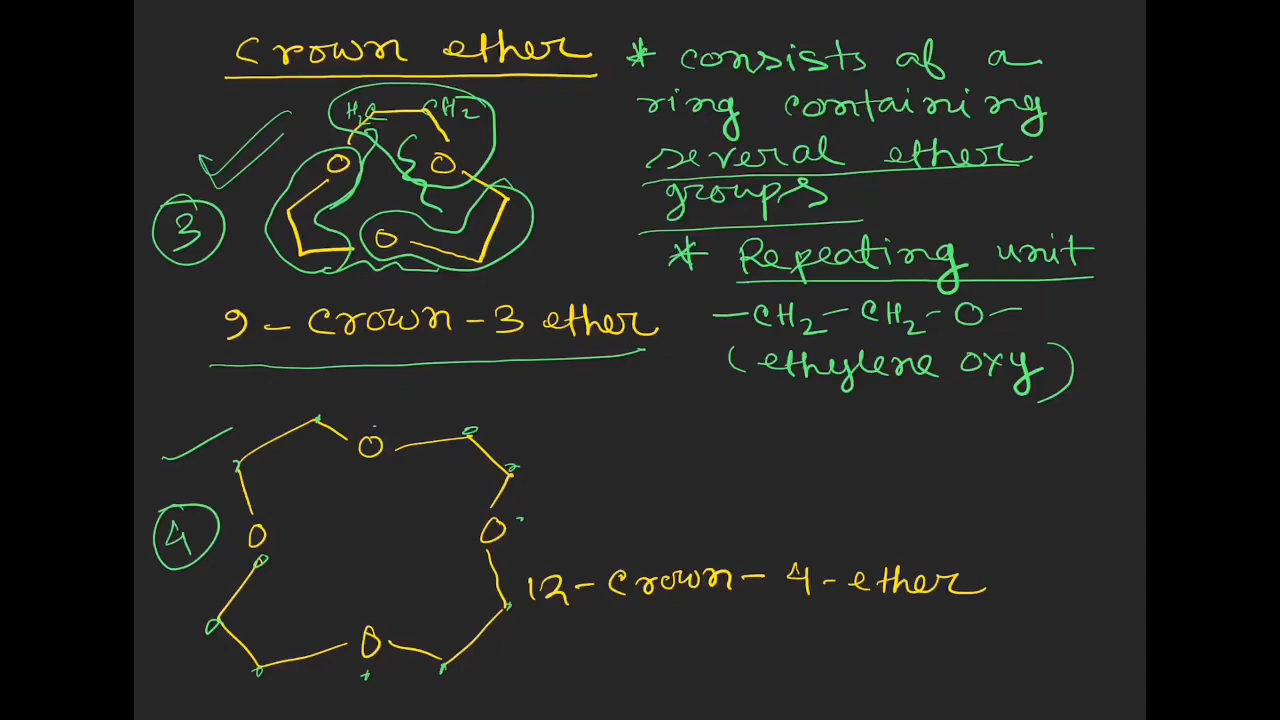 Crown ether
* consists of a
ring containing
several ether
groups
* Repeating unit
—CH2—CH2—O—
(ethylene oxy)
H2C CH2
O O
O
3
9-Crown-3 ether
4
O
O O
O
12-Crown-4-ether